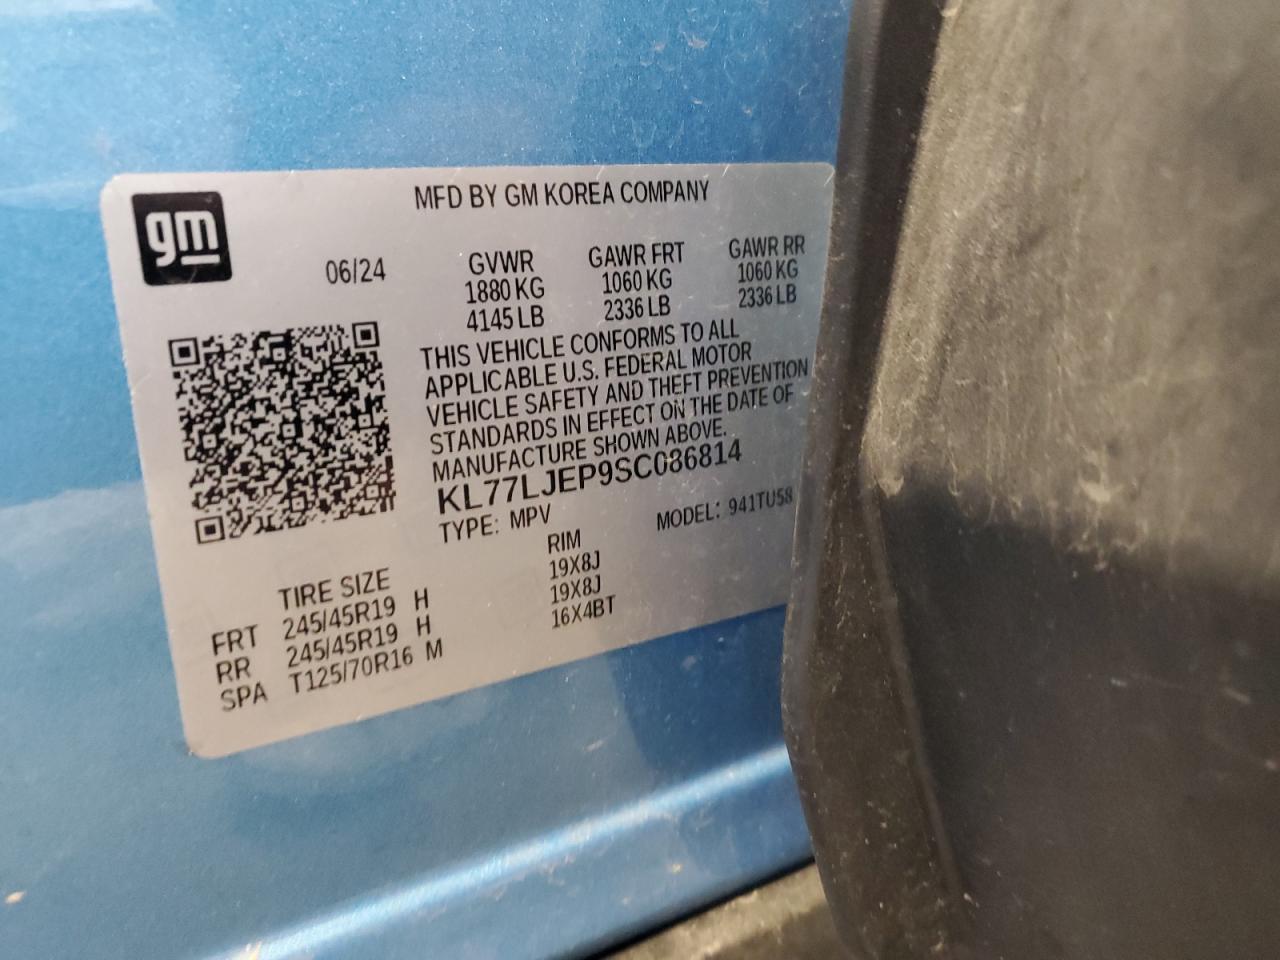 gm
MFD BY GM KOREA COMPANY
06/24
GVWR GAWR FRT GAWR RR
1880 KG 1060 KG 1060 KG
4145 LB 2336 LB 2336 LB
THIS VEHICLE CONFORMS TO ALL
APPLICABLE U.S. FEDERAL MOTOR
VEHICLE SAFETY AND THEFT PREVENTION
STANDARDS IN EFFECT ON THE DATE OF
MANUFACTURE SHOWN ABOVE.
KL77LJEP9SC086814
TYPE: MPV MODEL: 941TU58
TIRE SIZE RIM
FRT 245/45R19 H 19X8J
RR 245/45R19 H 19X8J
SPA T125/70R16 M 16X4BT